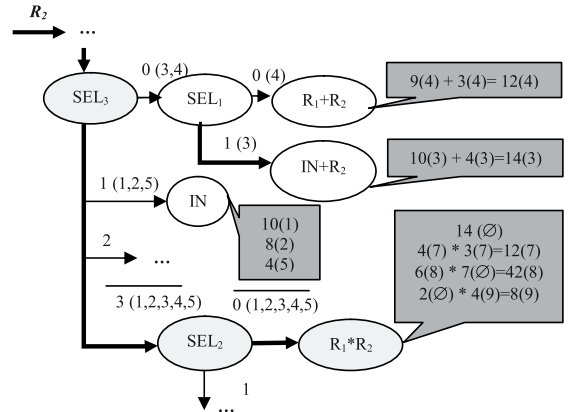 R₂
...
0 (3,4)
0 (4)
SEL₃
SEL₁
R₁+R₂
9(4) + 3(4)= 12(4)
1 (3)
IN+R₂
10(3) + 4(3)=14(3)
1 (1,2,5)
IN
10(1)
8(2)
4(5)
14 (∅)
4(7) * 3(7)=12(7)
6(8) * 7(∅)=42(8)
2(∅) * 4(9)=8(9)
2
...
3 (1,2,3,4,5)
0 (1,2,3,4,5)
SEL₂
R₁*R₂
1
...